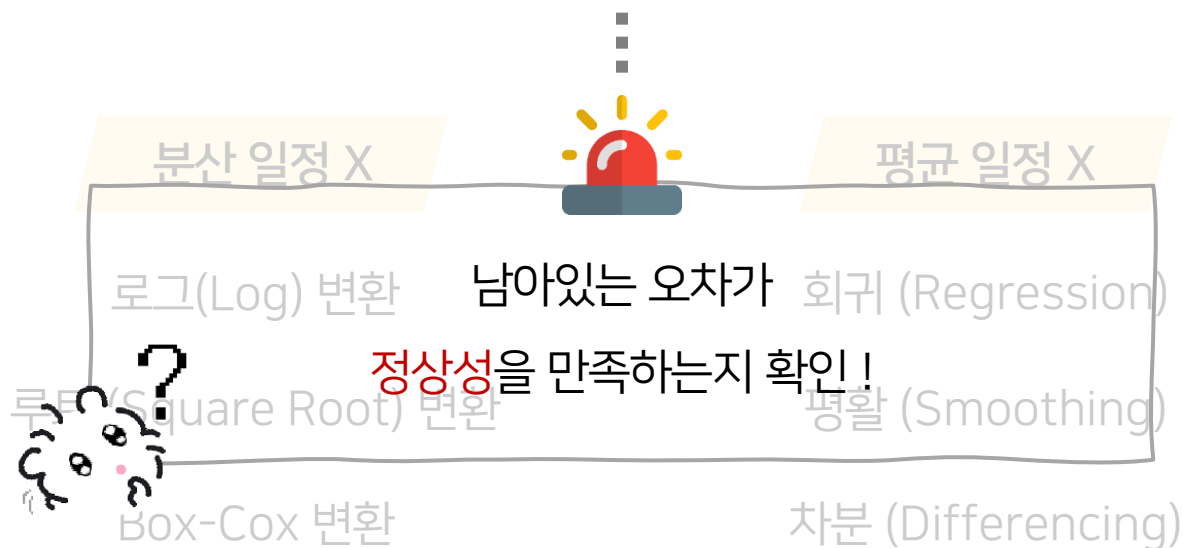 분산 일정 X
평균 일정 X
로그(Log) 변환
남아있는 오차가
회귀 (Regression)
정상성을 만족하는지 확인 !
?
(Square Root) 변환
평활 (Smoothing)
Box-Cox 변환
차분 (Differencing)